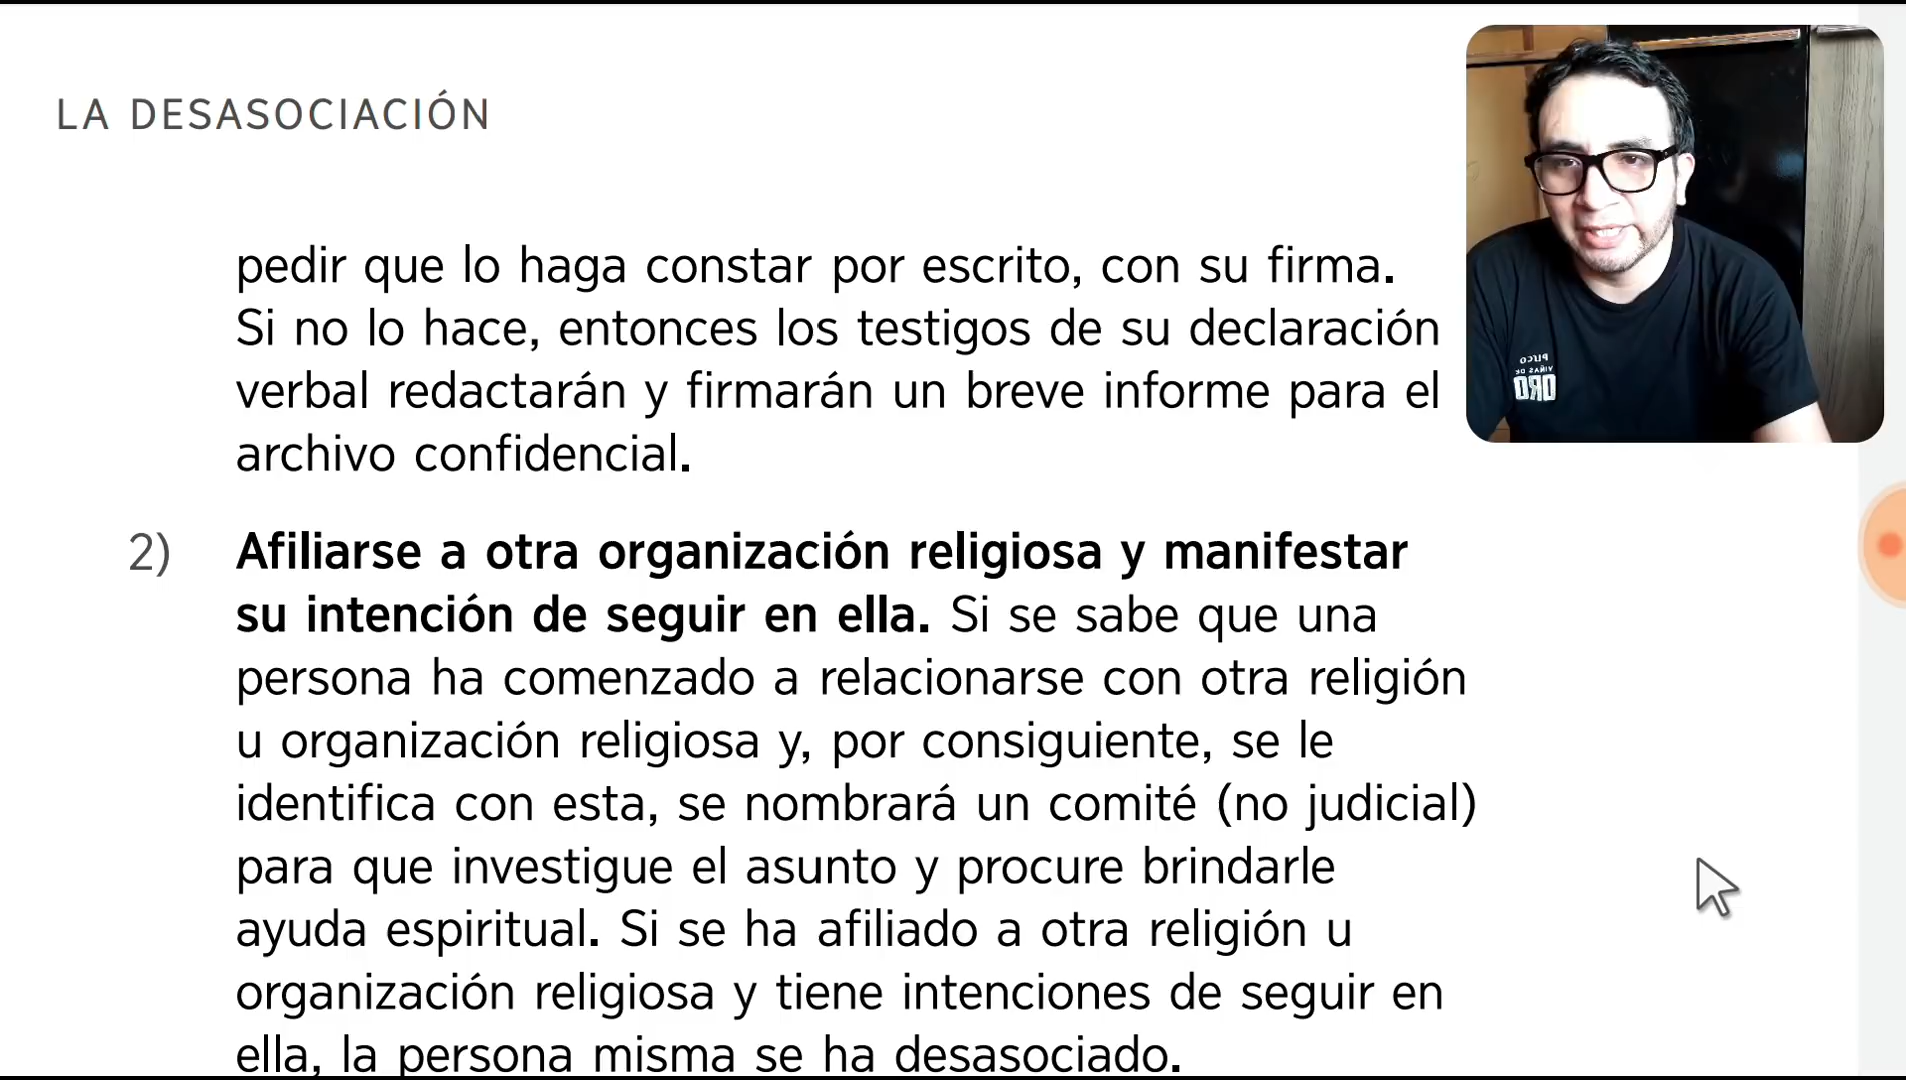 LA DESASOCIACIÓN
pedir que lo haga constar por escrito, con su firma.
Si no lo hace, entonces los testigos de su declaración
verbal redactarán y firmarán un breve informe para el
archivo confidencial.
2) Afiliarse a otra organización religiosa y manifestar
su intención de seguir en ella. Si se sabe que una
persona ha comenzado a relacionarse con otra religión
u organización religiosa y, por consiguiente, se le
identifica con esta, se nombrará un comité (no judicial)
para que investigue el asunto y procure brindarle
ayuda espiritual. Si se ha afiliado a otra religión u
organización religiosa y tiene intenciones de seguir en
ella, la persona misma se ha desasociado.
PISCO
VIÑAS DE
ORO